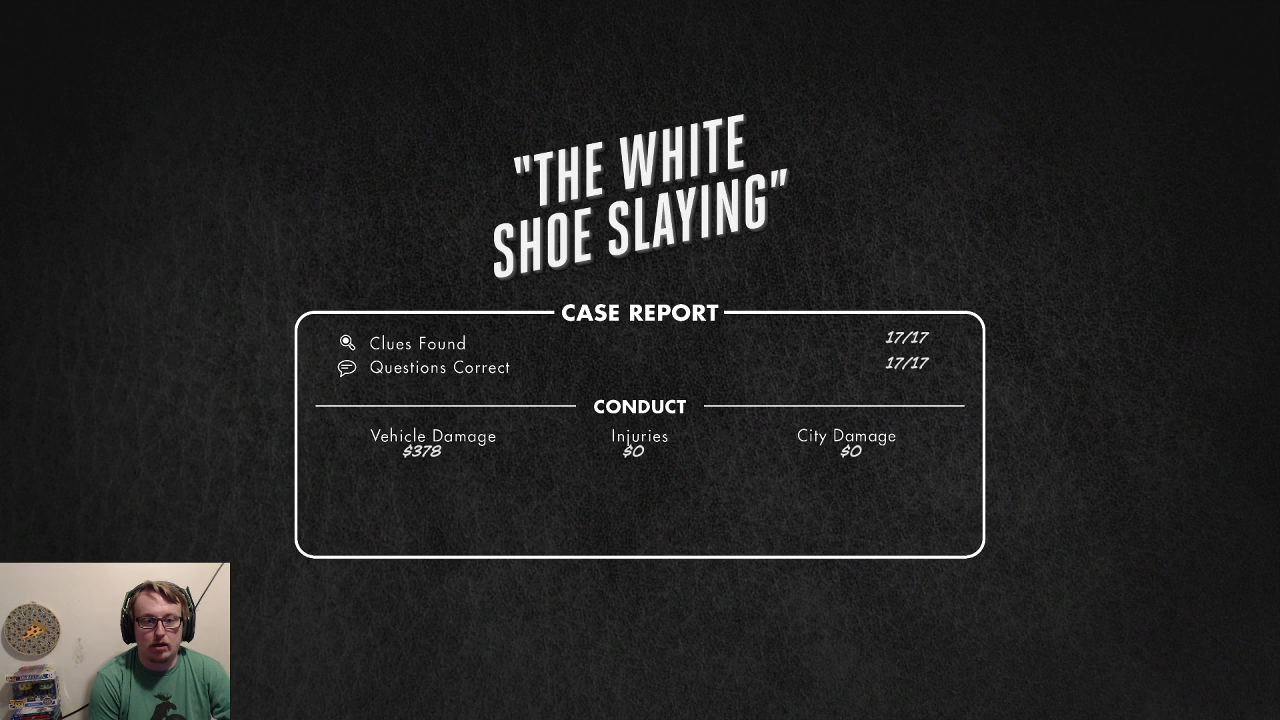 "THE WHITE
SHOE SLAYING"
CASE REPORT
Clues Found 17/17
Questions Correct 17/17
CONDUCT
Vehicle Damage Injuries City Damage
$378 $0 $0